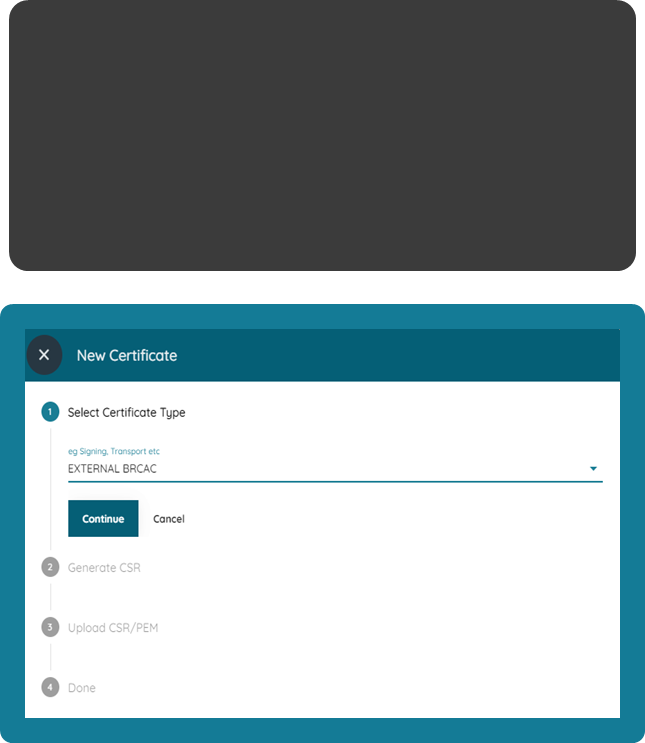 New Certificate
1 Select Certificate Type
eg Signing, Transport etc
EXTERNAL BRCAC
Continue Cancel
2 Generate CSR
3 Upload CSR/PEM
4 Done